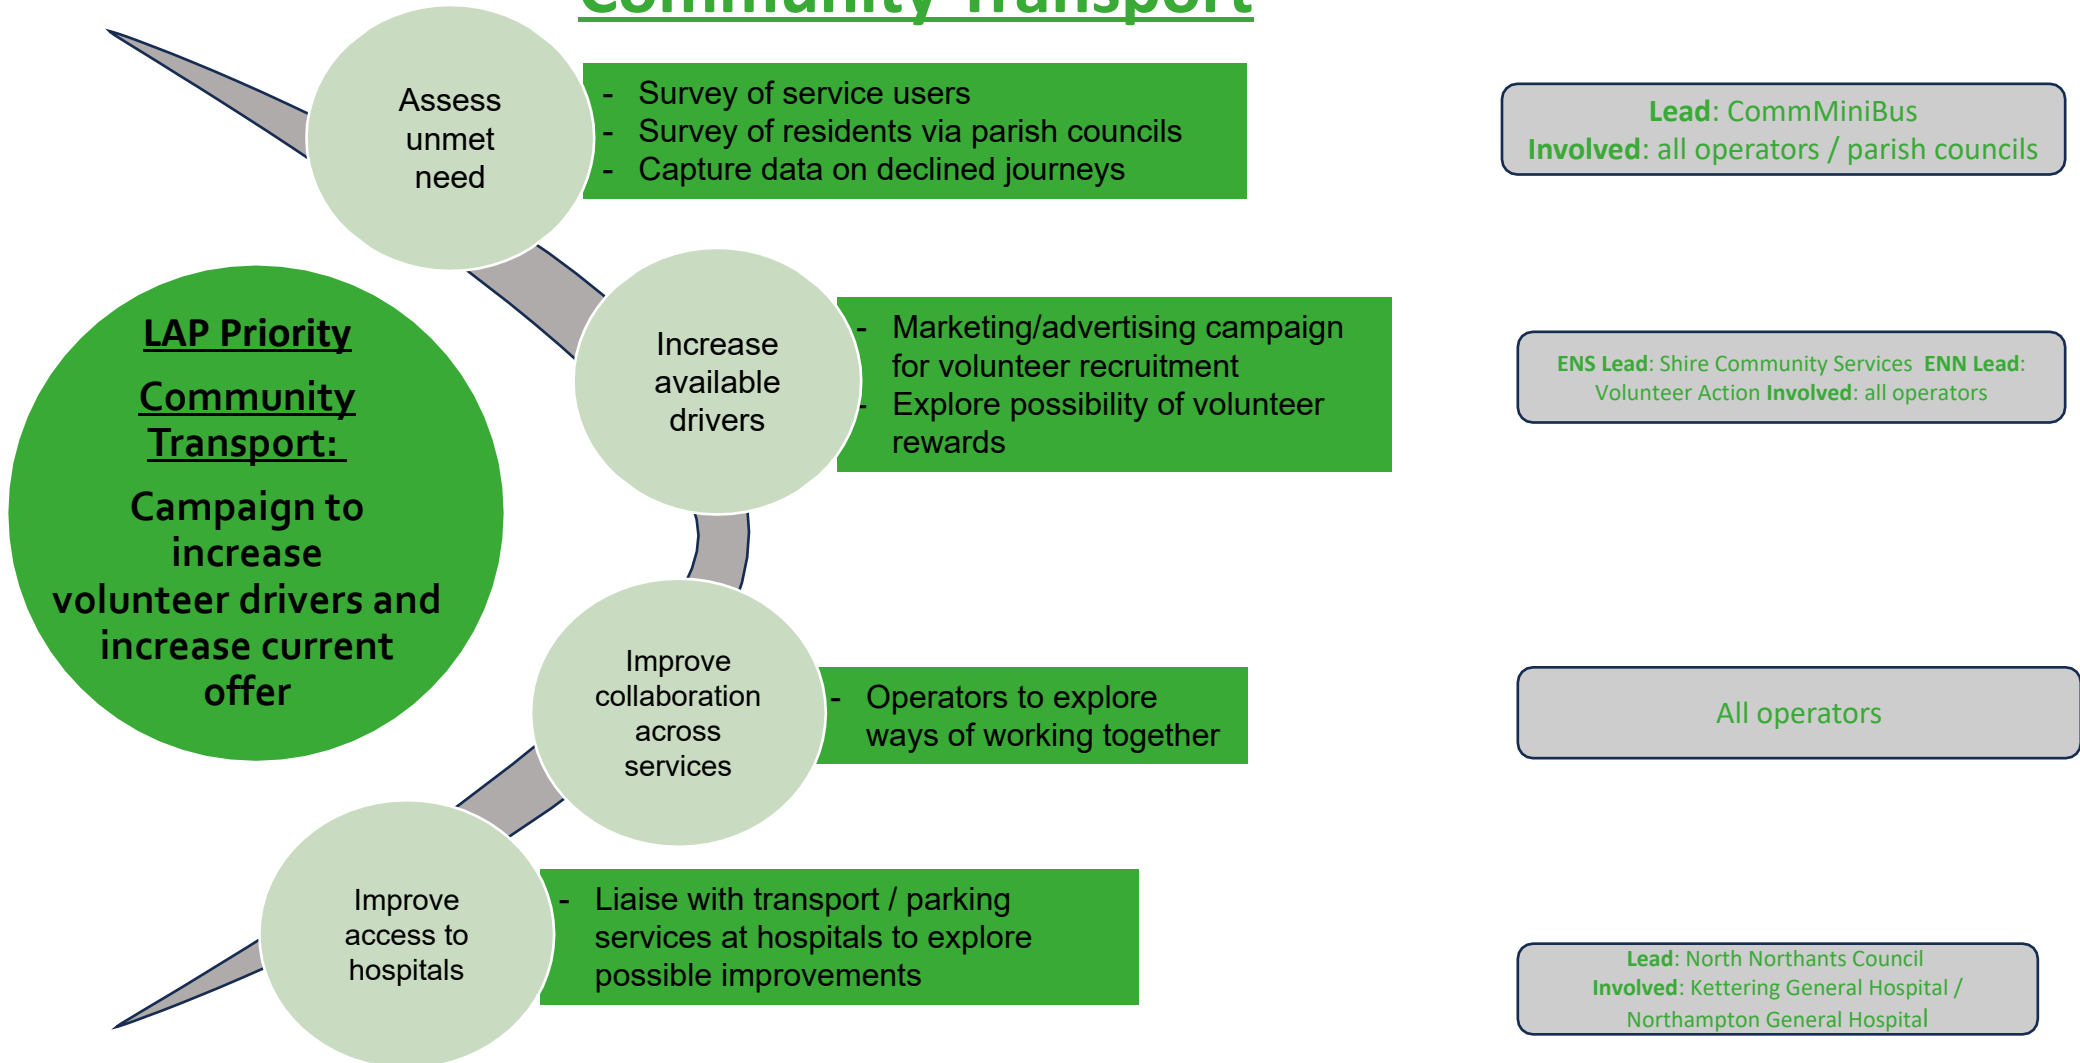 Community Transport
Assess
unmet
need
- Survey of service users
- Survey of residents via parish councils
- Capture data on declined journeys
Lead: CommMiniBus
Involved: all operators / parish councils
LAP Priority
Community
Transport:
Campaign to
increase
volunteer drivers and
increase current
offer
Increase
available
drivers
- Marketing/advertising campaign
for volunteer recruitment
- Explore possibility of volunteer
rewards
ENS Lead: Shire Community Services ENN Lead:
Volunteer Action Involved: all operators
Improve
collaboration
across
services
- Operators to explore
ways of working together
All operators
Improve
access to
hospitals
- Liaise with transport / parking
services at hospitals to explore
possible improvements
Lead: North Northants Council
Involved: Kettering General Hospital /
Northampton General Hospital